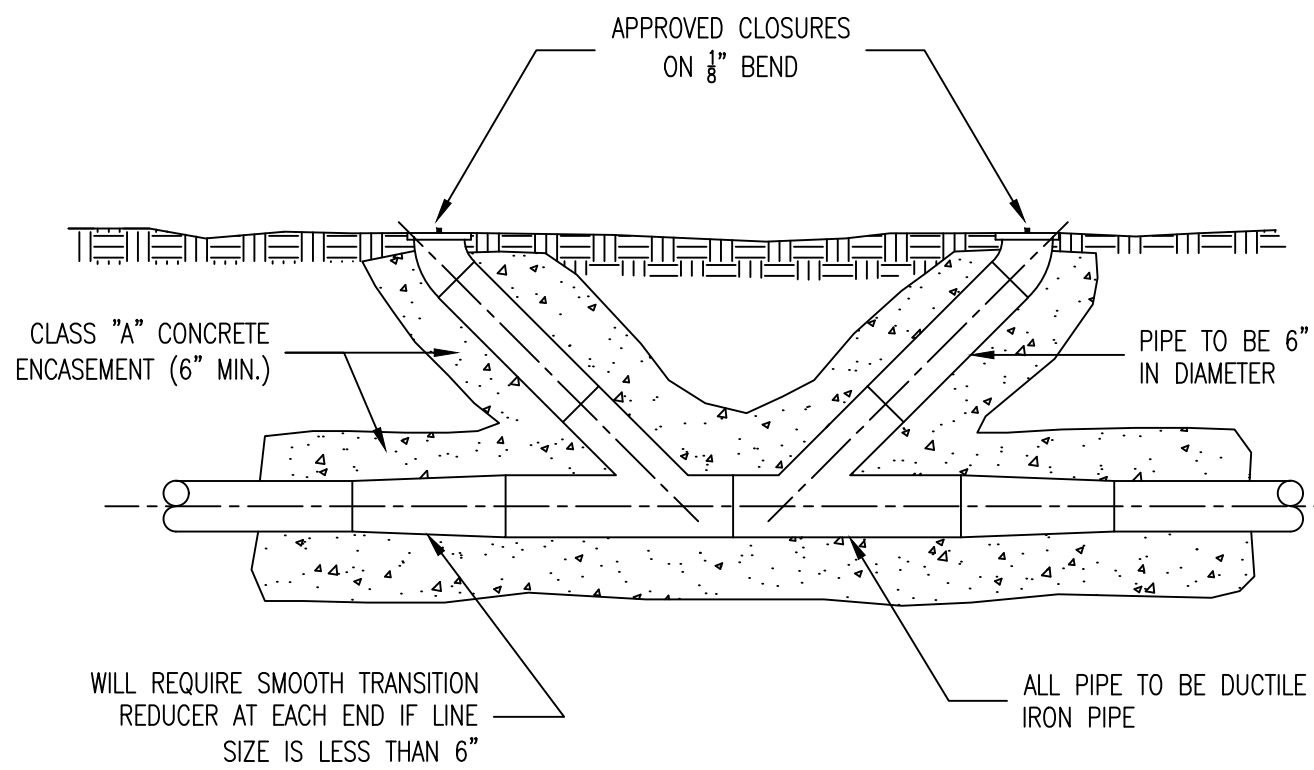 APPROVED CLOSURES
ON 1/8" BEND
CLASS "A" CONCRETE
ENCASEMENT (6" MIN.)
PIPE TO BE 6"
IN DIAMETER
WILL REQUIRE SMOOTH TRANSITION
REDUCER AT EACH END IF LINE
SIZE IS LESS THAN 6"
ALL PIPE TO BE DUCTILE
IRON PIPE